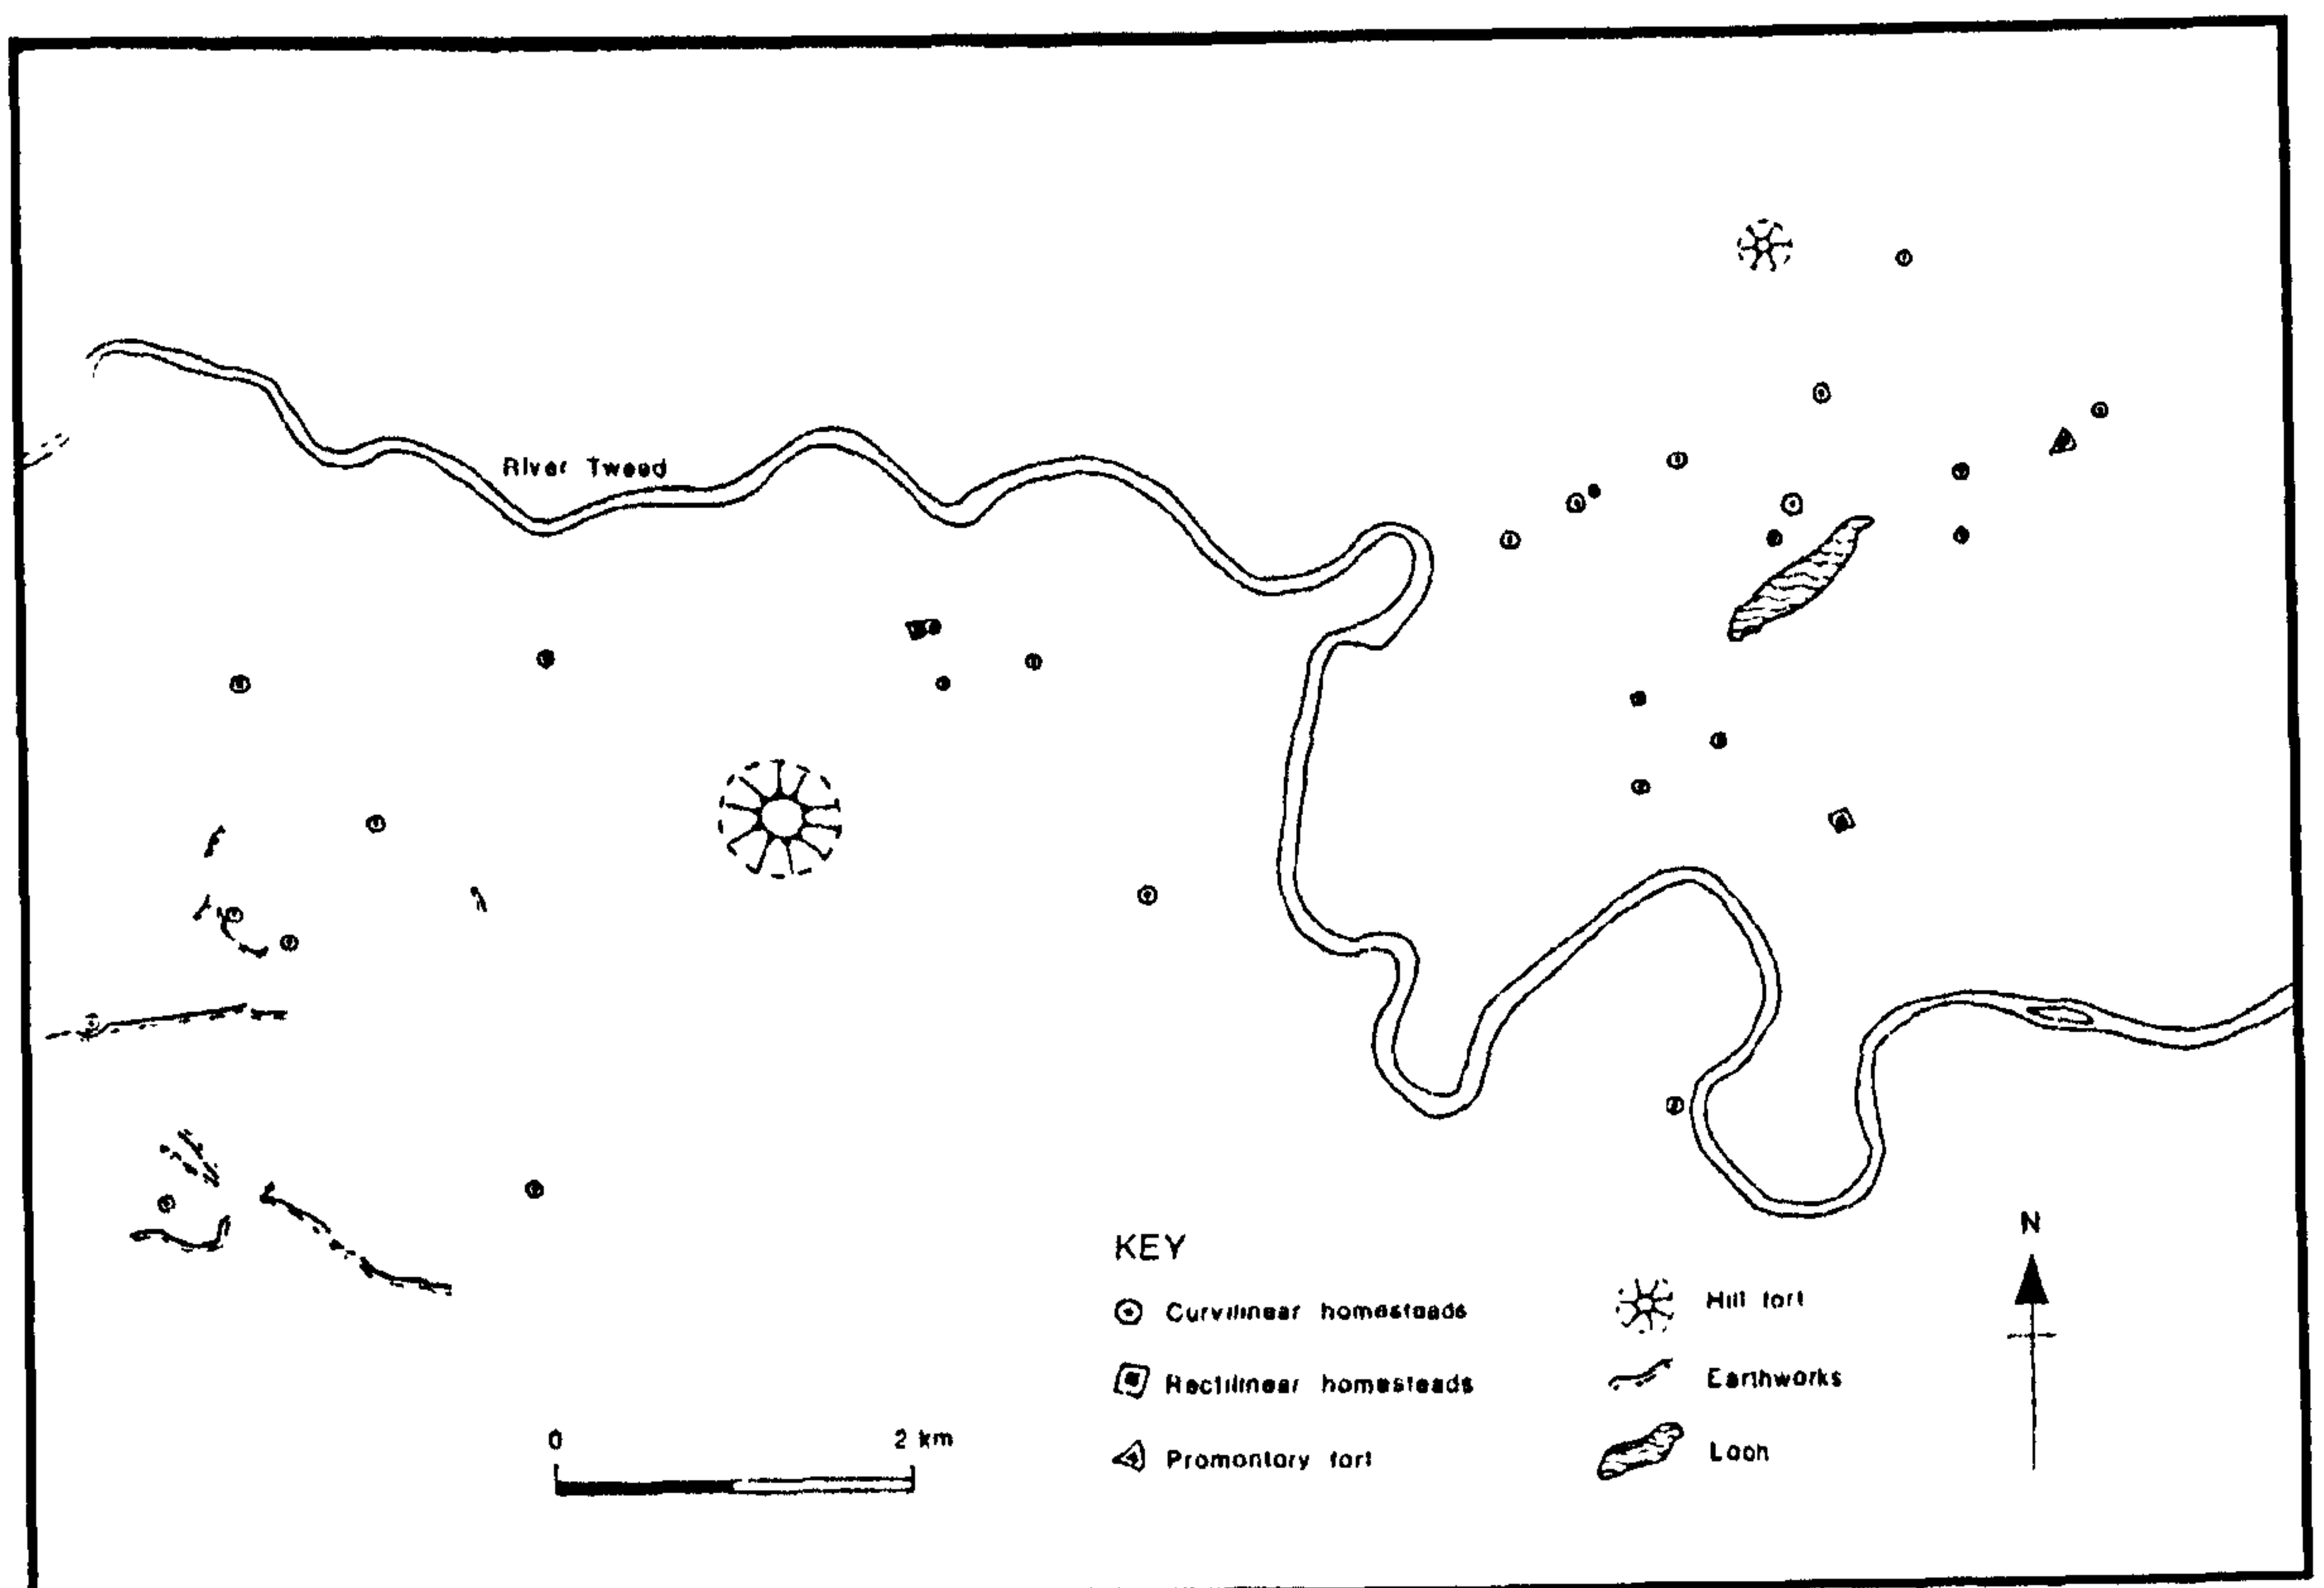 River Tweed
N
KEY
Curvilinear homesteads
Rectilinear homesteads
Promontory fort
Hill fort
Earthworks
Loch
0 2 km